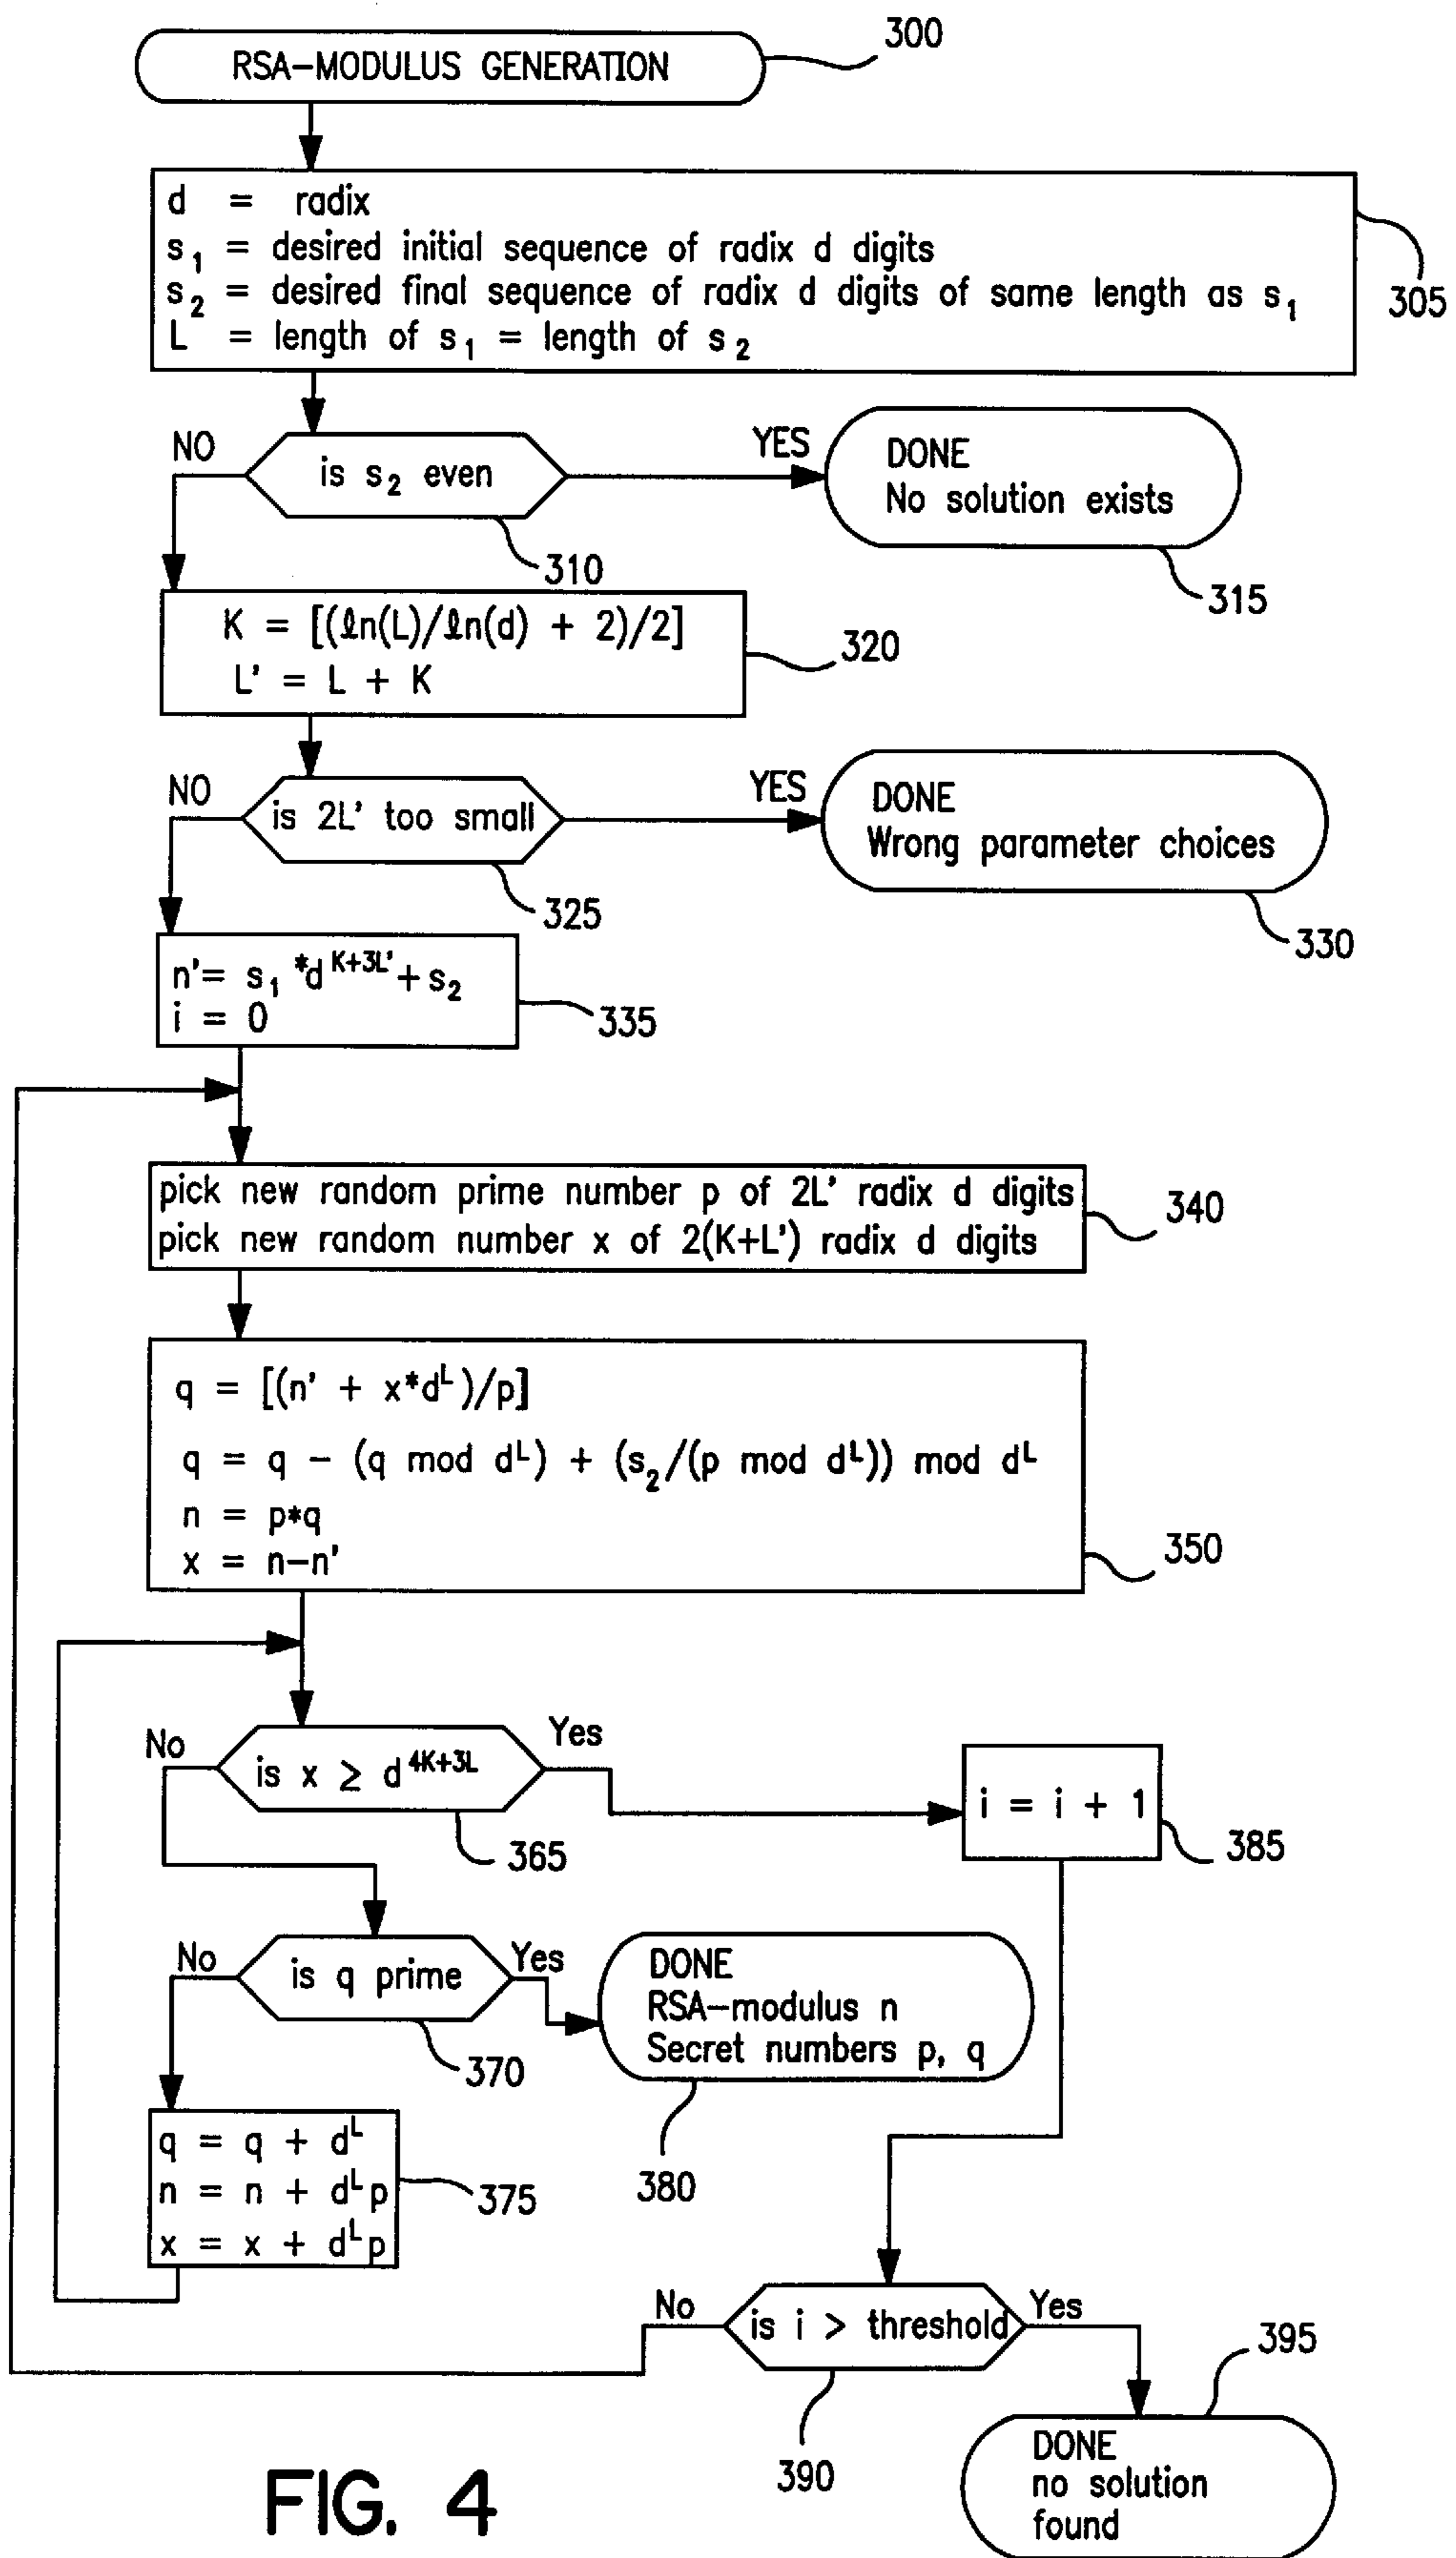 RSA-MODULUS GENERATION
300
d = radix
s₁ = desired initial sequence of radix d digits
s₂ = desired final sequence of radix d digits of same length as s₁
L = length of s₁ = length of s₂
305
NO
is s₂ even
YES
DONE
No solution exists
310
315
K = [(ℓn(L)/ℓn(d) + 2)/2]
L' = L + K
320
NO
is 2L' too small
YES
DONE
Wrong parameter choices
325
330
n'= s₁ *d^K+3L' + s₂
i = 0
335
pick new random prime number p of 2L' radix d digits
pick new random number x of 2(K+L') radix d digits
340
q = [(n' + x*d^L)/p]
q = q - (q mod d^L) + (s₂/(p mod d^L)) mod d^L
n = p*q
x = n-n'
350
No
is x ≥ d^4K+3L
Yes
365
i = i + 1
385
No
is q prime
Yes
370
DONE
RSA-modulus n
Secret numbers p, q
380
q = q + d^L
n = n + d^L p
x = x + d^L p
375
No
is i > threshold
Yes
390
395
DONE
no solution
found
FIG. 4